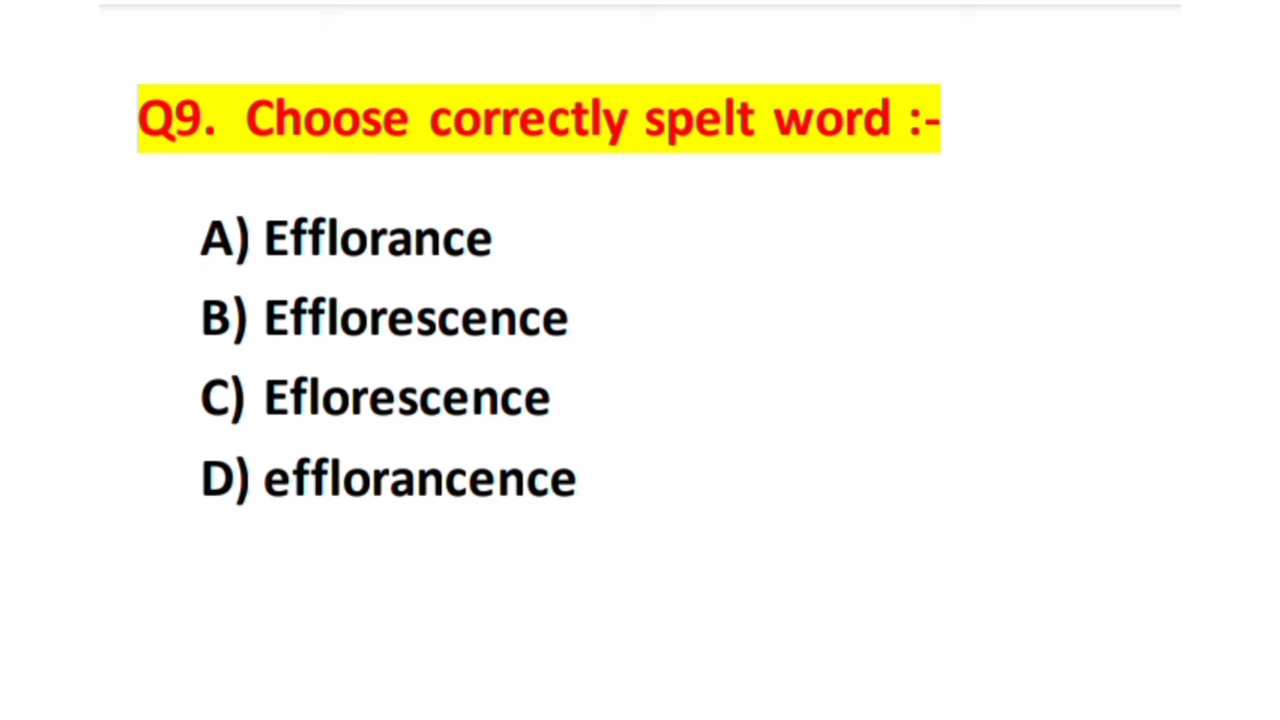 Q9. Choose correctly spelt word :-
A) Efflorance
B) Efflorescence
C) Eflorescence
D) efflorancence